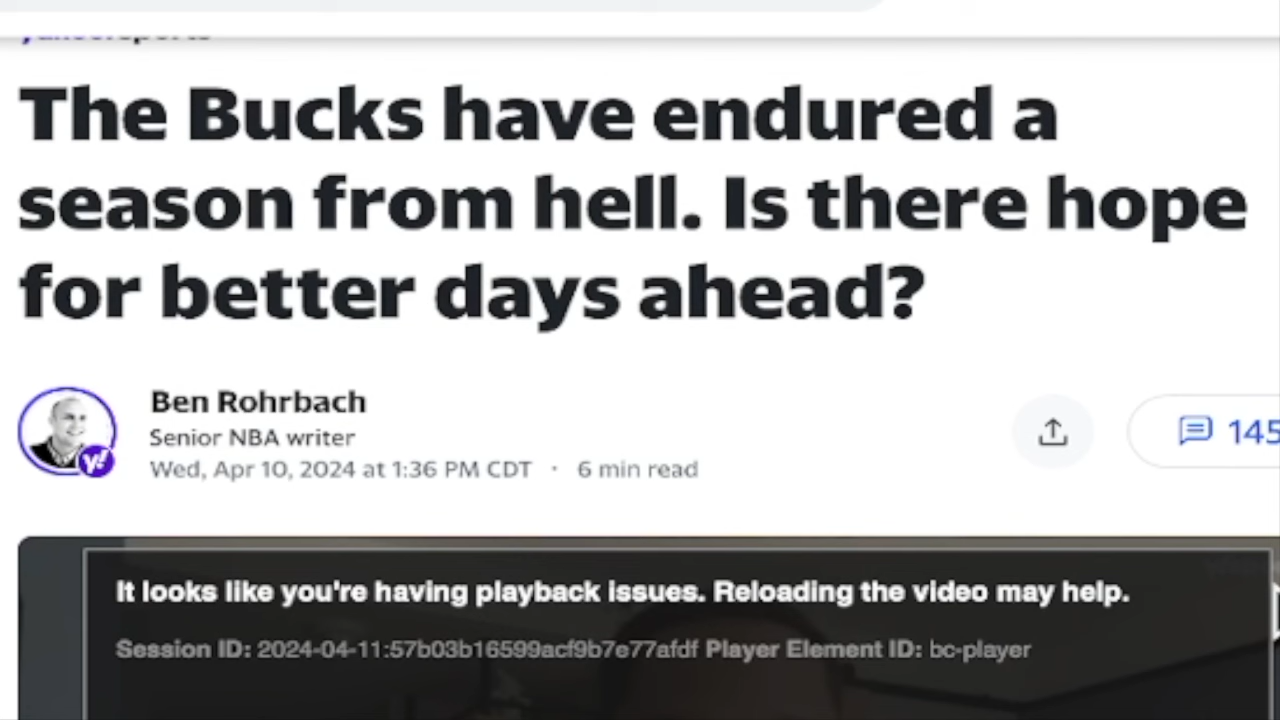 The Bucks have endured a
season from hell. Is there hope
for better days ahead?
Ben Rohrbach
Senior NBA writer
Wed, Apr 10, 2024 at 1:36 PM CDT · 6 min read
145
y!
It looks like you're having playback issues. Reloading the video may help.
Session ID: 2024-04-11:57b03b16599acf9b7e77afdf Player Element ID: bc-player